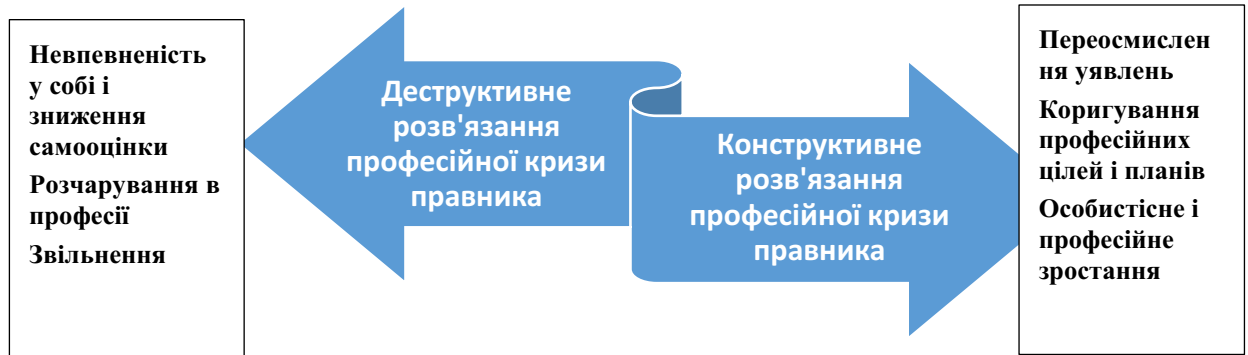 Невпевненість
у собі і
зниження
самооцінки
Розчарування в
професії
Звільнення
Деструктивне
розв'язання
професійної кризи
правника
Конструктивне
розв'язання
професійної кризи
правника
Переосмислен
ня уявлень
Коригування
професійних
цілей і планів
Особистісне і
професійне
зростання